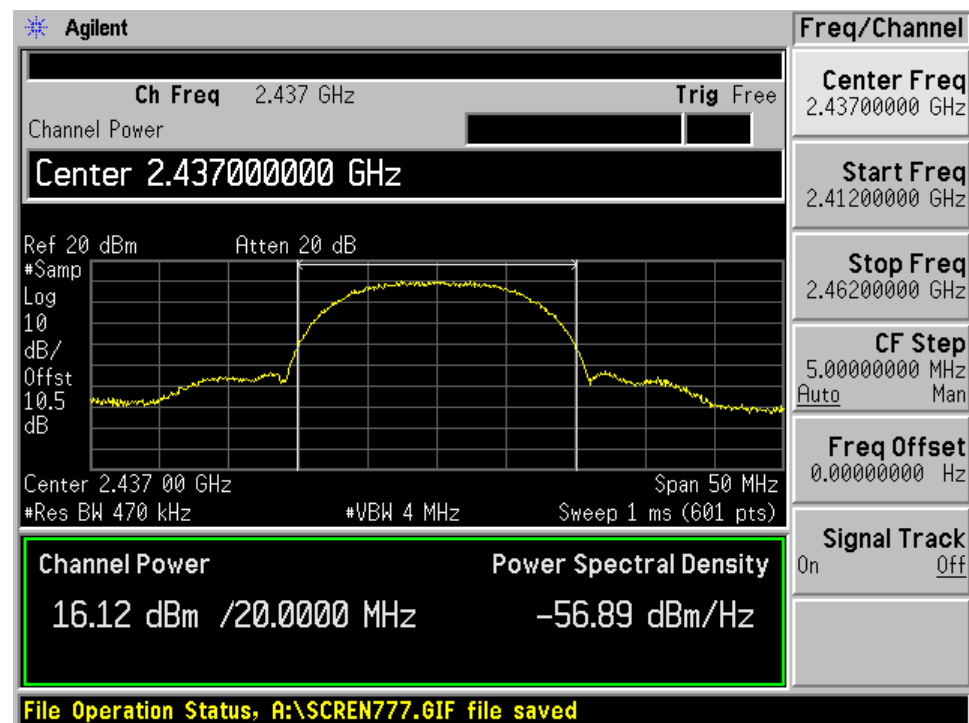 Agilent
Freq/Channel
Ch Freq 2.437 GHz Trig Free
Channel Power
Center 2.437000000 GHz
Ref 20 dBm Atten 20 dB
#Samp
Log
10
dB/
Offst
10.5
dB
Center 2.437 00 GHz Span 50 MHz
#Res BW 470 kHz #VBW 4 MHz Sweep 1 ms (601 pts)
Channel Power Power Spectral Density
16.12 dBm /20.0000 MHz -56.89 dBm/Hz
File Operation Status, A:\SCREN777.GIF file saved
Center Freq
2.43700000 GHz
Start Freq
2.41200000 GHz
Stop Freq
2.46200000 GHz
CF Step
5.00000000 MHz
Auto Man
Freq Offset
0.00000000 Hz
Signal Track
On Off